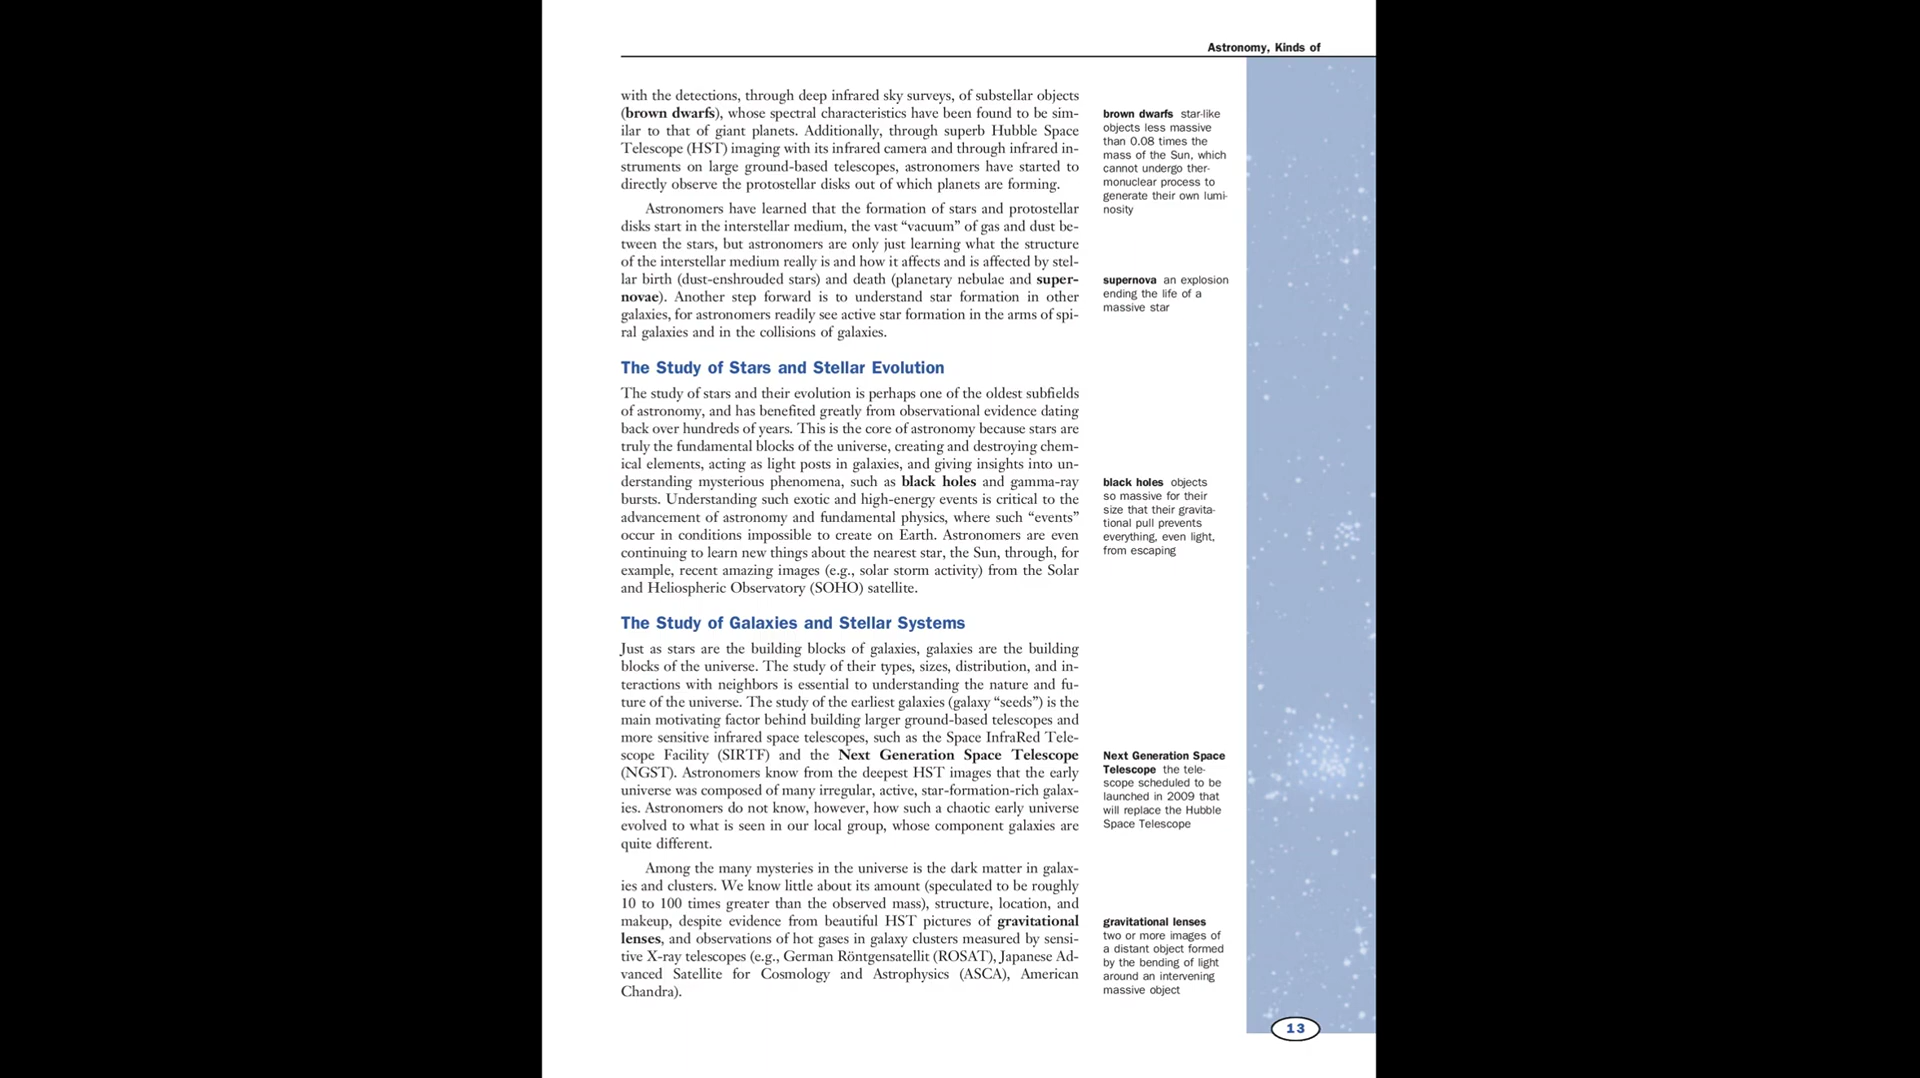 Astronomy, Kinds of
with the detections, through deep infrared sky surveys, of substellar objects
(brown dwarfs), whose spectral characteristics have been found to be sim-
ilar to that of giant planets. Additionally, through superb Hubble Space
Telescope (HST) imaging with its infrared camera and through infrared in-
struments on large ground-based telescopes, astronomers have started to
directly observe the protostellar disks out of which planets are forming.
Astronomers have learned that the formation of stars and protostellar
disks start in the interstellar medium, the vast “vacuum” of gas and dust be-
tween the stars, but astronomers are only just learning what the structure
of the interstellar medium really is and how it affects and is affected by stel-
lar birth (dust-enshrouded stars) and death (planetary nebulae and super-
novae). Another step forward is to understand star formation in other
galaxies, for astronomers readily see active star formation in the arms of spi-
ral galaxies and in the collisions of galaxies.
The Study of Stars and Stellar Evolution
The study of stars and their evolution is perhaps one of the oldest subfields
of astronomy, and has benefited greatly from observational evidence dating
back over hundreds of years. This is the core of astronomy because stars are
truly the fundamental blocks of the universe, creating and destroying chem-
ical elements, acting as light posts in galaxies, and giving insights into un-
derstanding mysterious phenomena, such as black holes and gamma-ray
bursts. Understanding such exotic and high-energy events is critical to the
advancement of astronomy and fundamental physics, where such “events”
occur in conditions impossible to create on Earth. Astronomers are even
continuing to learn new things about the nearest star, the Sun, through, for
example, recent amazing images (e.g., solar storm activity) from the Solar
and Heliospheric Observatory (SOHO) satellite.
The Study of Galaxies and Stellar Systems
Just as stars are the building blocks of galaxies, galaxies are the building
blocks of the universe. The study of their types, sizes, distribution, and in-
teractions with neighbors is essential to understanding the nature and fu-
ture of the universe. The study of the earliest galaxies (galaxy “seeds”) is the
main motivating factor behind building larger ground-based telescopes and
more sensitive infrared space telescopes, such as the Space InfraRed Tele-
scope Facility (SIRTF) and the Next Generation Space Telescope
(NGST). Astronomers know from the deepest HST images that the early
universe was composed of many irregular, active, star-formation-rich galax-
ies. Astronomers do not know, however, how such a chaotic early universe
evolved to what is seen in our local group, whose component galaxies are
quite different.
Among the many mysteries in the universe is the dark matter in galax-
ies and clusters. We know little about its amount (speculated to be roughly
10 to 100 times greater than the observed mass), structure, location, and
makeup, despite evidence from beautiful HST pictures of gravitational
lenses, and observations of hot gases in galaxy clusters measured by sensi-
tive X-ray telescopes (e.g., German Röntgensatellit (ROSAT), Japanese Ad-
vanced Satellite for Cosmology and Astrophysics (ASCA), American
Chandra).
brown dwarfs star-like
objects less massive
than 0.08 times the
mass of the Sun, which
cannot undergo ther-
monuclear process to
generate their own lumi-
nosity
supernova an explosion
ending the life of a
massive star
black holes objects
so massive for their
size that their gravita-
tional pull prevents
everything, even light,
from escaping
Next Generation Space
Telescope the tele-
scope scheduled to be
launched in 2009 that
will replace the Hubble
Space Telescope
gravitational lenses
two or more images of
a distant object formed
by the bending of light
around an intervening
massive object
13